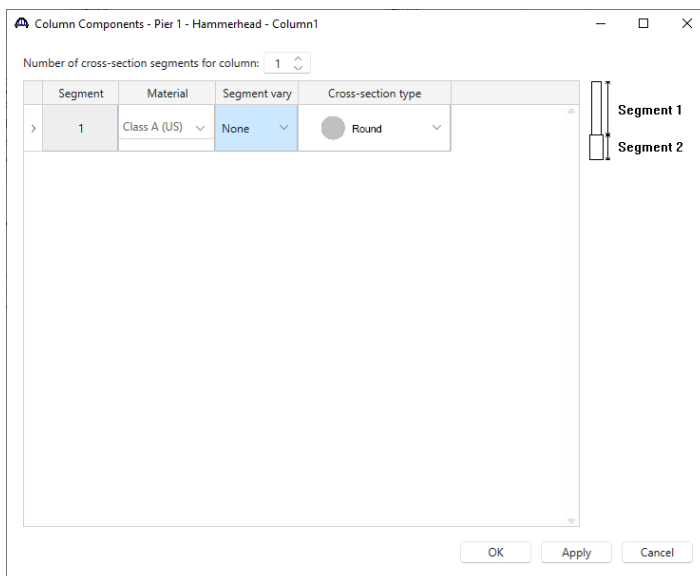 Column Components - Pier 1 - Hammerhead - Column1
Number of cross-section segments for column: 1
Segment Material Segment vary Cross-section type
1 Class A (US) None Round
Segment 1
Segment 2
OK Apply Cancel